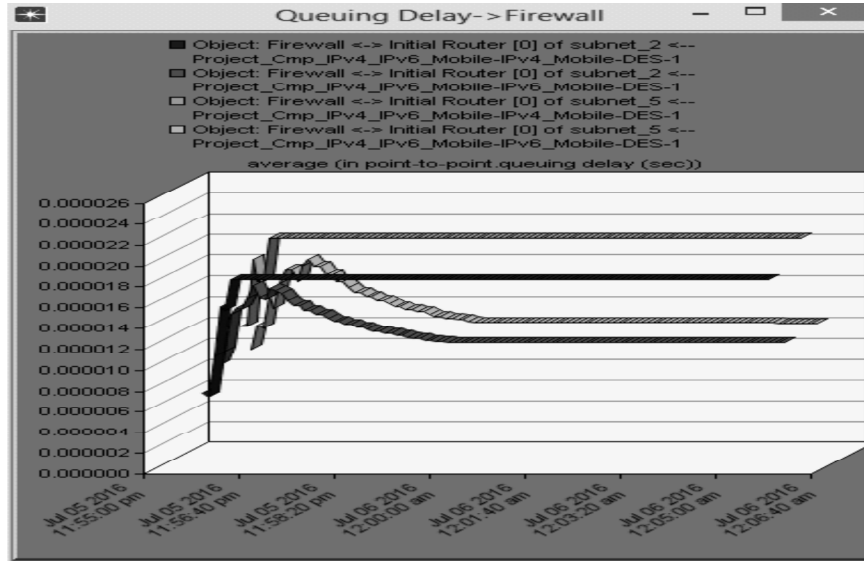 Queuing Delay->Firewall
Object: Firewall <-> Initial Router [0] of subnet_2 <--
Project_Cmp_IPv4_IPv6_Mobile-IPv4_Mobile-DES-1
Object: Firewall <-> Initial Router [0] of subnet_2 <--
Project_Cmp_IPv4_IPv6_Mobile-IPv6_Mobile-DES-1
Object: Firewall <-> Initial Router [0] of subnet_5 <--
Project_Cmp_IPv4_IPv6_Mobile-IPv4_Mobile-DES-1
Object: Firewall <-> Initial Router [0] of subnet_5 <--
Project_Cmp_IPv4_IPv6_Mobile-IPv6_Mobile-DES-1
average (in point-to-point.queuing delay (sec))
0.000026
0.000024
0.000022
0.000020
0.000018
0.000016
0.000014
0.000012
0.000010
0.000008
0.000006
0.000004
0.000002
0.000000
Jul 05 2016
11:55:00 pm
Jul 05 2016
11:56:40 pm
Jul 05 2016
11:58:20 pm
Jul 06 2016
12:00:00 am
Jul 06 2016
12:01:40 am
Jul 06 2016
12:03:20 am
Jul 06 2016
12:05:00 am
Jul 06 2016
12:06:40 am